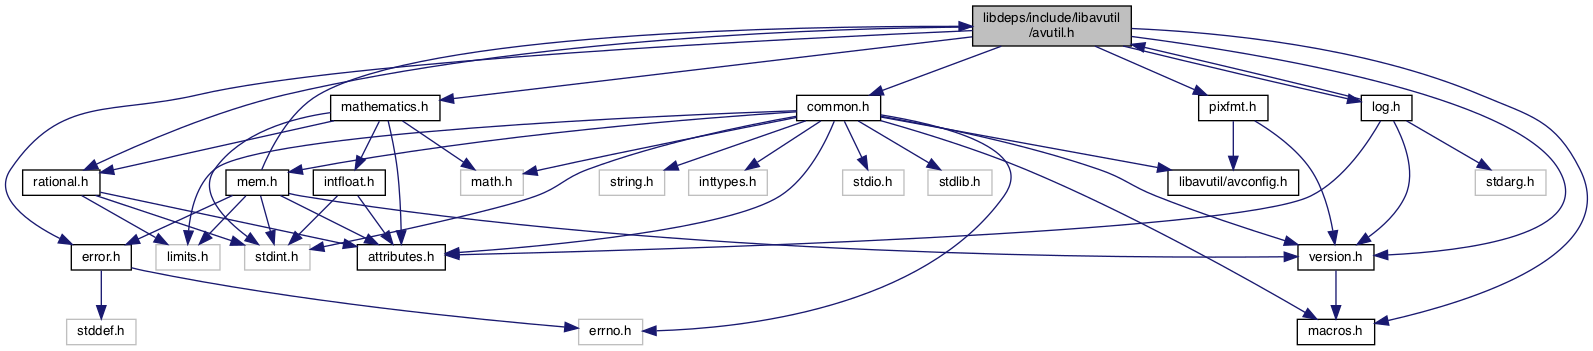 libdeps/include/libavutil
/avutil.h
mathematics.h
common.h
pixfmt.h
log.h
rational.h
mem.h
intfloat.h
math.h
string.h
inttypes.h
stdio.h
stdlib.h
libavutil/avconfig.h
stdarg.h
error.h
limits.h
stdint.h
attributes.h
version.h
stddef.h
errno.h
macros.h